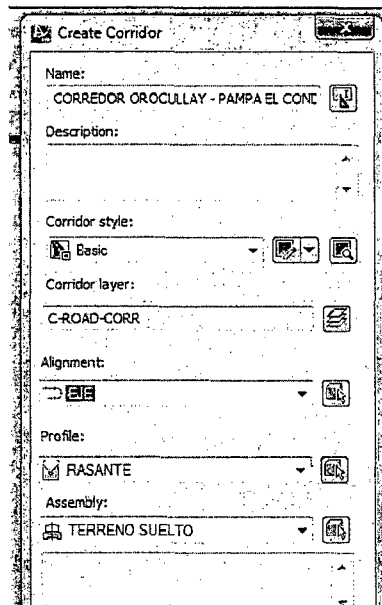 Create Corridor
Name:
CORREDOR OROCULLAY - PAMPA EL COND
Description:
Corridor style:
Basic
Corridor layer:
C-ROAD-CORR
Alignment:
EJE
Profile:
RASANTE
Assembly:
TERRENO SUELTO